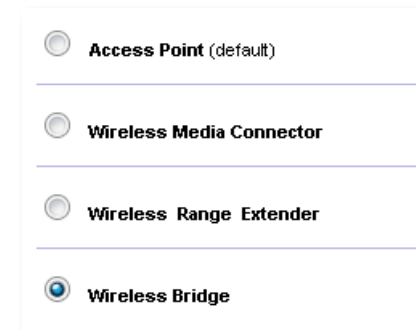 Access Point (default)
Wireless Media Connector
Wireless Range Extender
Wireless Bridge